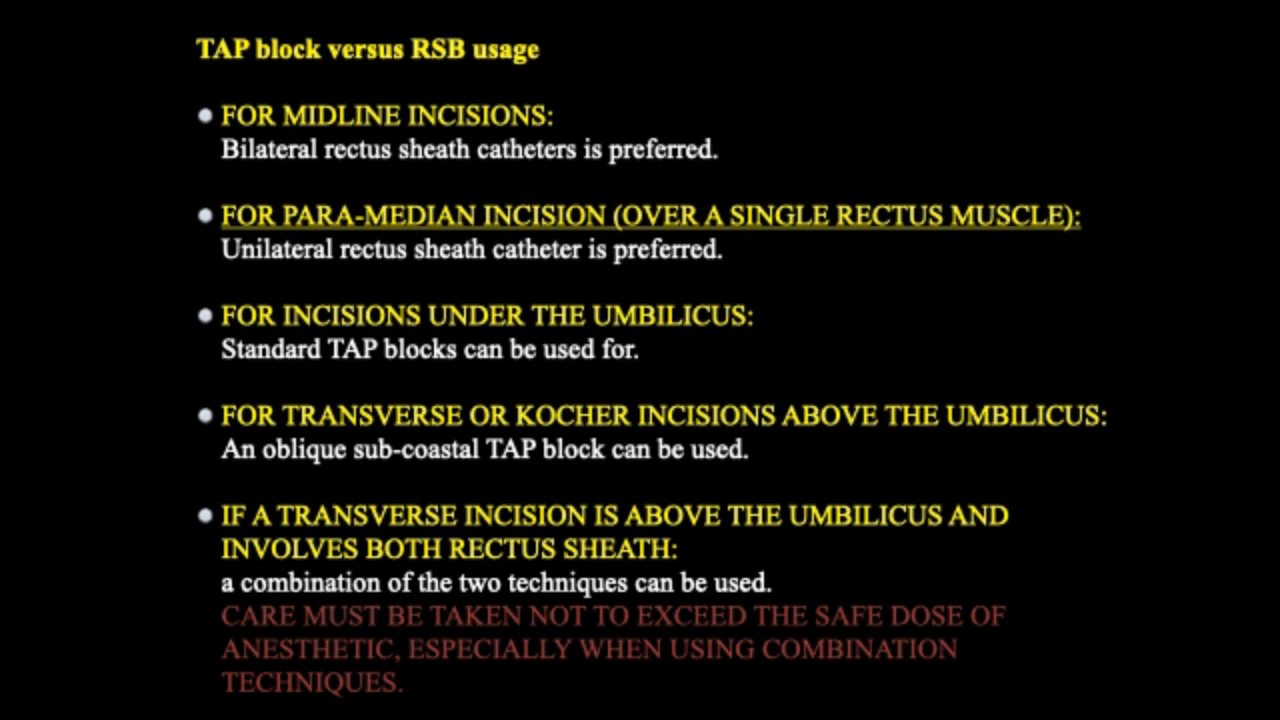 TAP block versus RSB usage
● FOR MIDLINE INCISIONS:
Bilateral rectus sheath catheters is preferred.
● FOR PARA-MEDIAN INCISION (OVER A SINGLE RECTUS MUSCLE):
Unilateral rectus sheath catheter is preferred.
● FOR INCISIONS UNDER THE UMBILICUS:
Standard TAP blocks can be used for.
● FOR TRANSVERSE OR KOCHER INCISIONS ABOVE THE UMBILICUS:
An oblique sub-coastal TAP block can be used.
● IF A TRANSVERSE INCISION IS ABOVE THE UMBILICUS AND
INVOLVES BOTH RECTUS SHEATH:
a combination of the two techniques can be used.
CARE MUST BE TAKEN NOT TO EXCEED THE SAFE DOSE OF
ANESTHETIC, ESPECIALLY WHEN USING COMBINATION
TECHNIQUES.